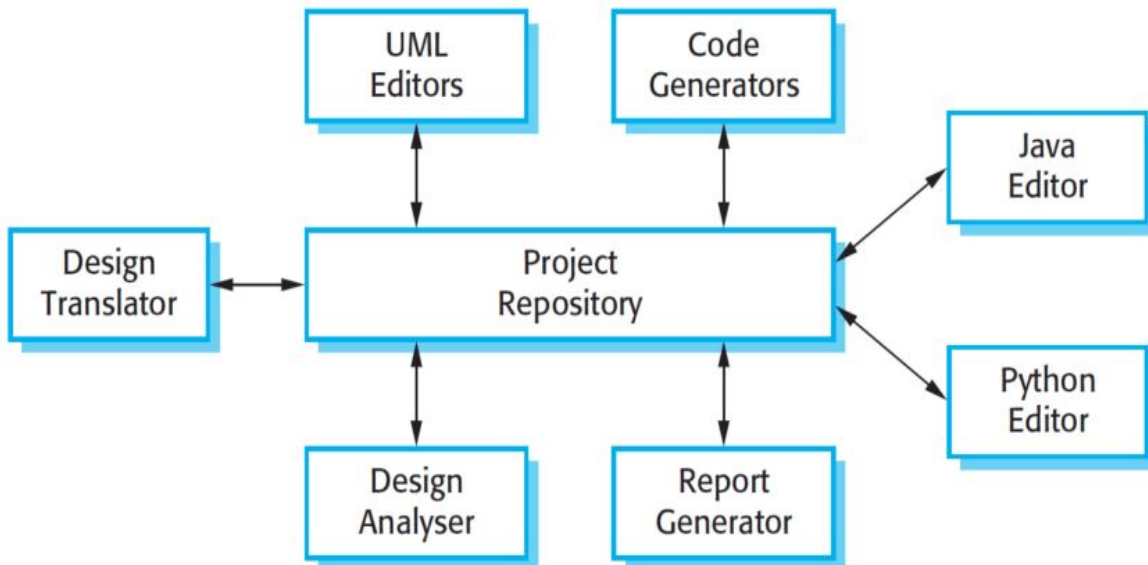 UML
Editors
Code
Generators
Java
Editor
Design
Translator
Project
Repository
Python
Editor
Design
Analyser
Report
Generator